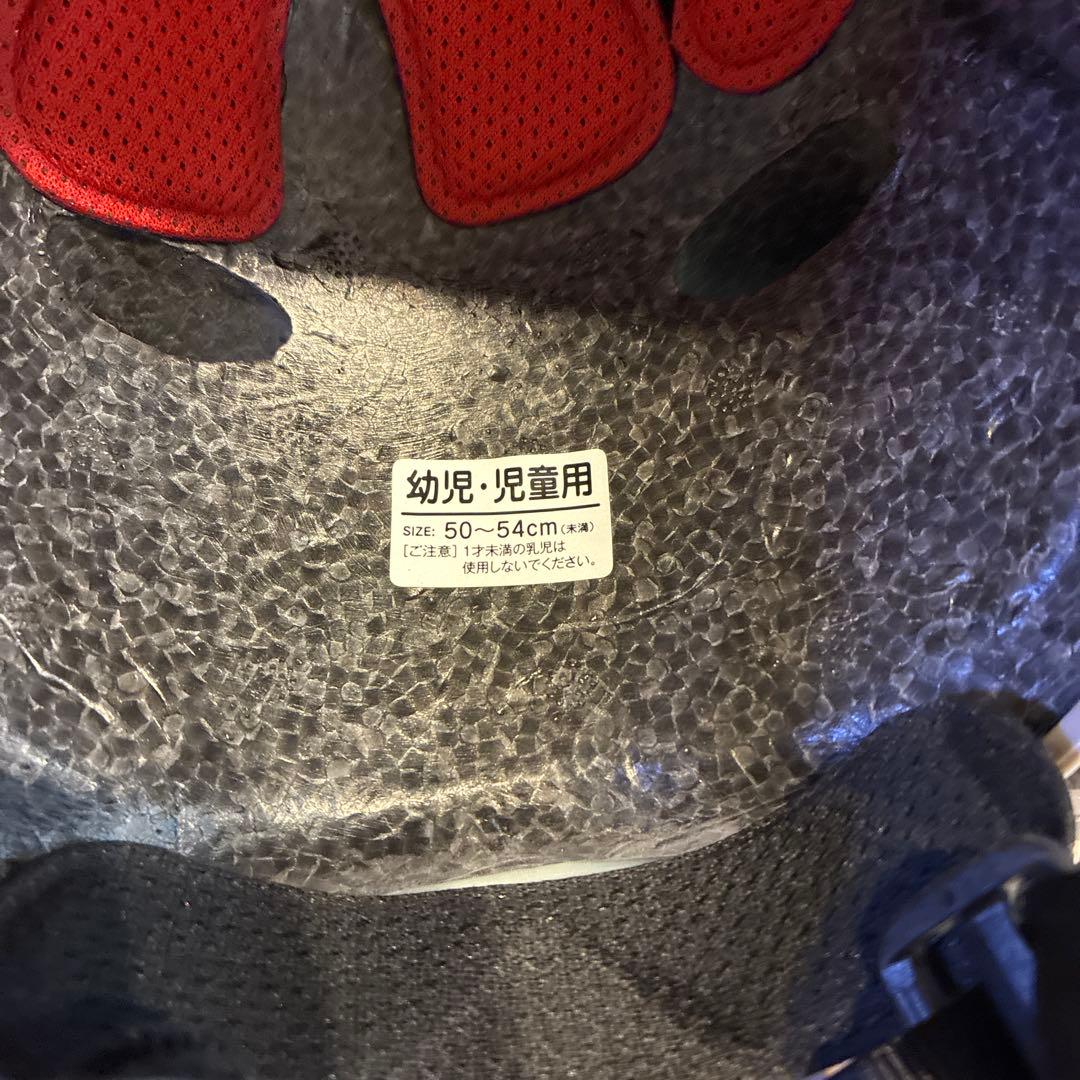 幼児・児童用
SIZE: 50〜54cm(未満)
[ご注意] 1才未満の乳児は
使用しないでください。